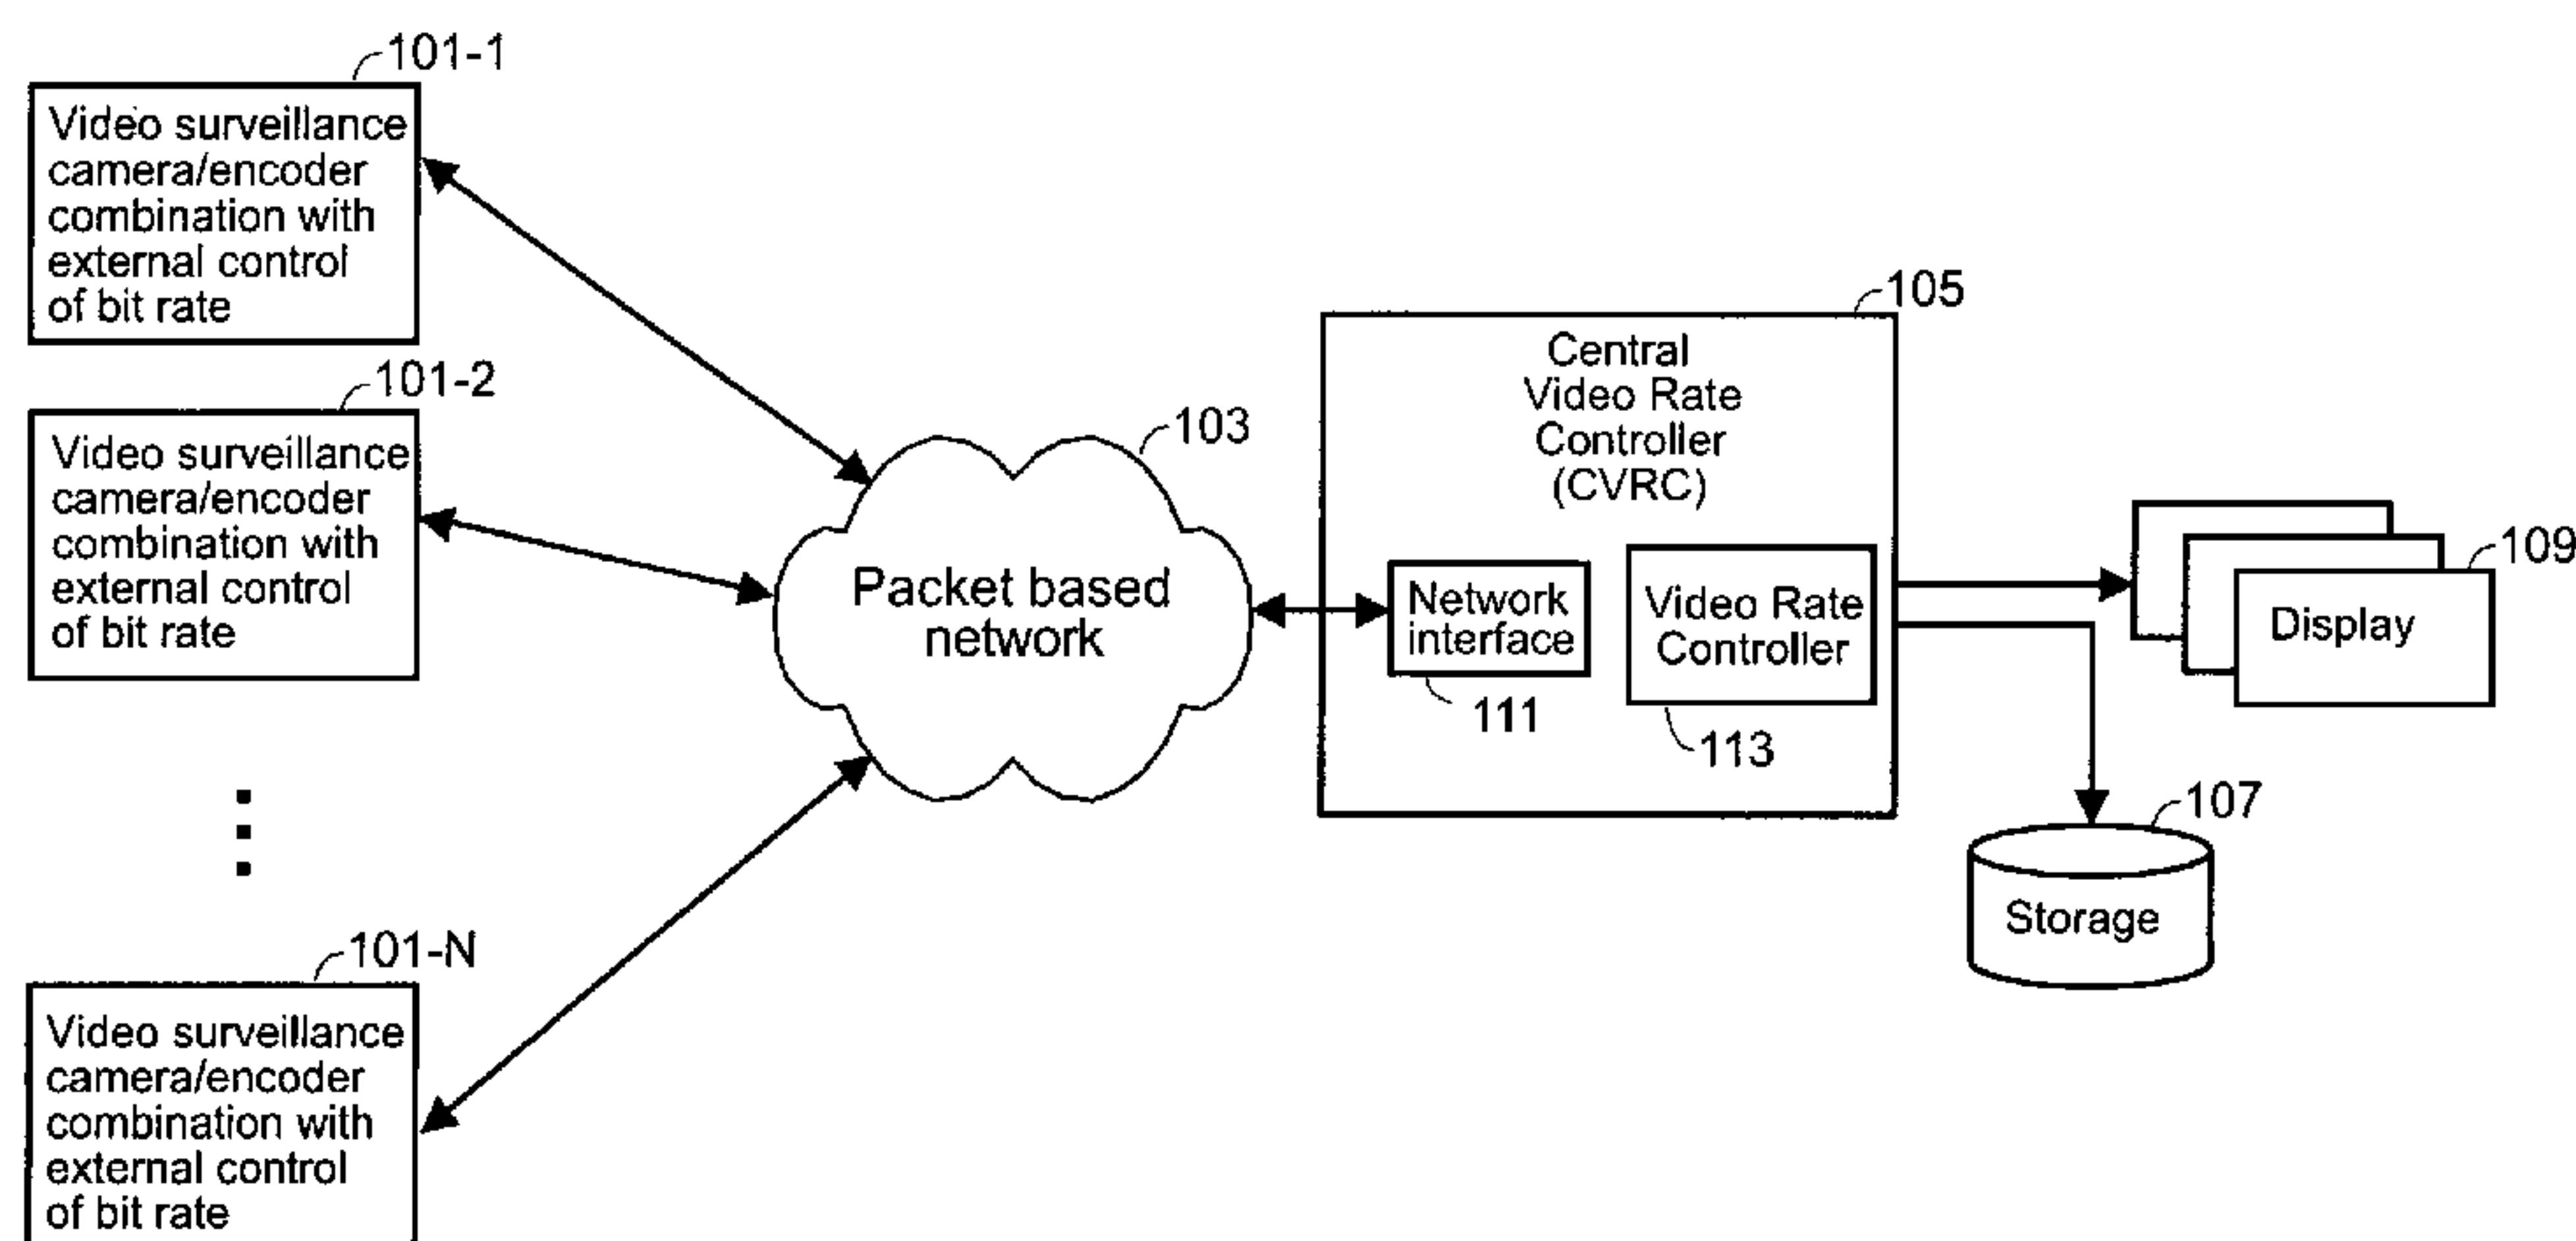 101-1
Video surveillance
camera/encoder
combination with
external control
of bit rate
101-2
Video surveillance
camera/encoder
combination with
external control
of bit rate
101-N
Video surveillance
camera/encoder
combination with
external control
of bit rate
103
Packet based
network
105
Central
Video Rate
Controller
(CVRC)
Network
interface
111
Video Rate
Controller
113
109
Display
107
Storage